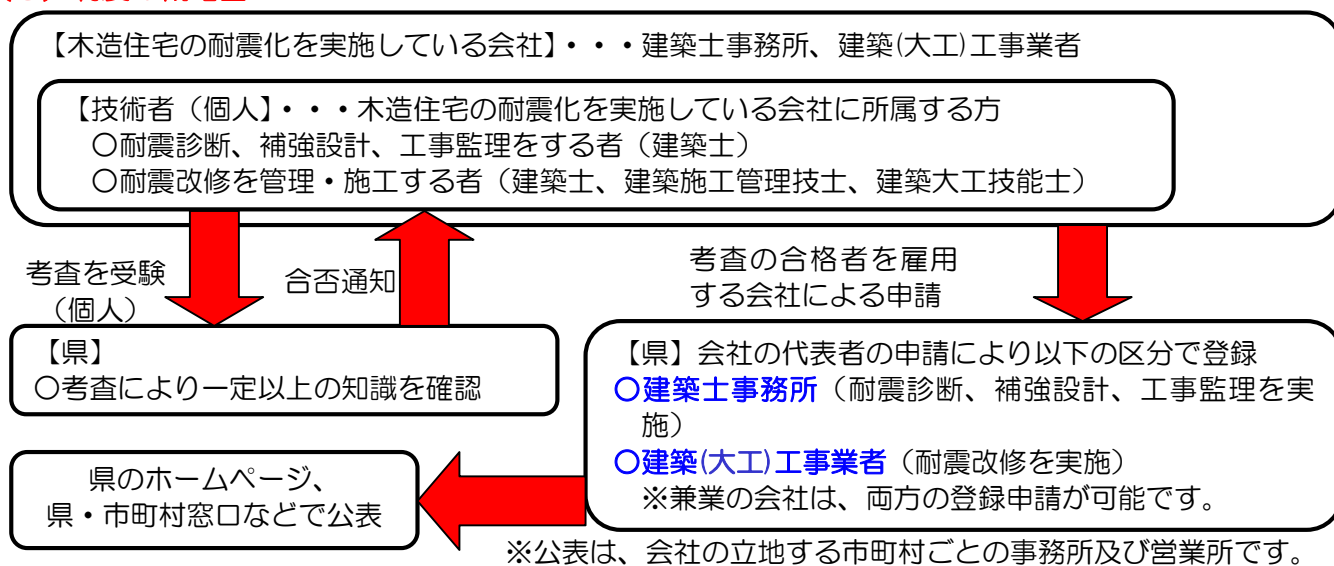 【木造住宅の耐震化を実施している会社】・・・建築士事務所、建築(大工)工事業者
【技術者(個人)】・・・木造住宅の耐震化を実施している会社に所属する方
〇耐震診断、補強設計、工事監理をする者(建築士)
〇耐震改修を管理・施工する者(建築士、建築施工管理技士、建築大工技能士)
考査を受験
(個人)
合否通知
考査の合格者を雇用
する会社による申請
【県】
〇考査により一定以上の知識を確認
【県】会社の代表者の申請により以下の区分で登録
〇建築士事務所(耐震診断、補強設計、工事監理を実
施)
〇建築(大工)工事業者(耐震改修を実施)
※兼業の会社は、両方の登録申請が可能です。
県のホームページ、
県・市町村窓口などで公表
※公表は、会社の立地する市町村ごとの事務所及び営業所です。